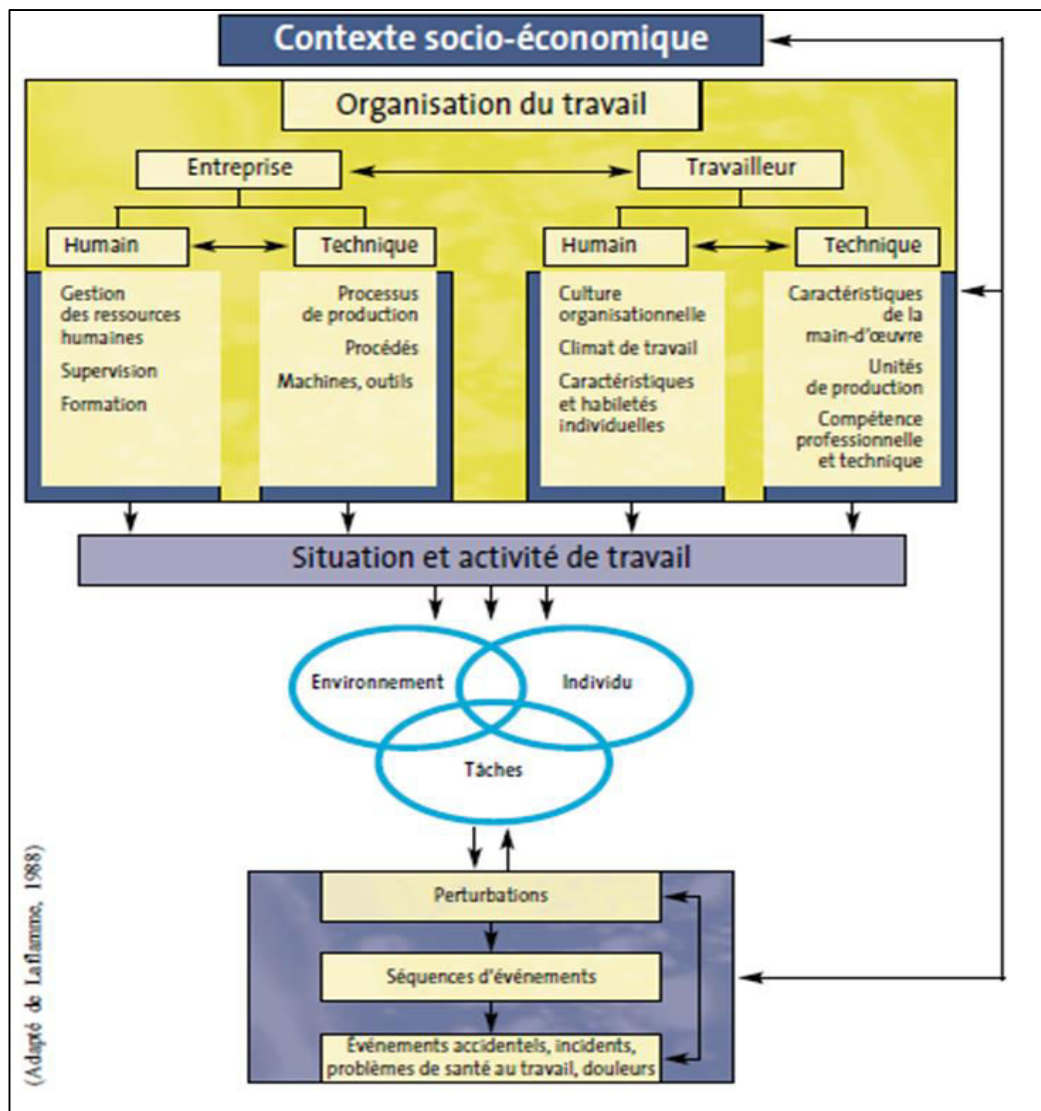 Contexte socio-économique
Organisation du travail
Entreprise
Travailleur
Humain
Technique
Humain
Technique
Gestion
des ressources
humaines
Supervision
Formation
Processus
de production
Procédés
Machines, outils
Culture
organisationnelle
Climat de travail
Caractéristiques
et habiletés
individuelles
Caractéristiques
de la
main-d'œuvre
Unités
de production
Compétence
professionnelle
et technique
Situation et activité de travail
Environnement
Individu
Tâches
Perturbations
Séquences d'événements
Événements accidentels, incidents,
problèmes de santé au travail, douleurs
(Adapté de Laflamme, 1988)